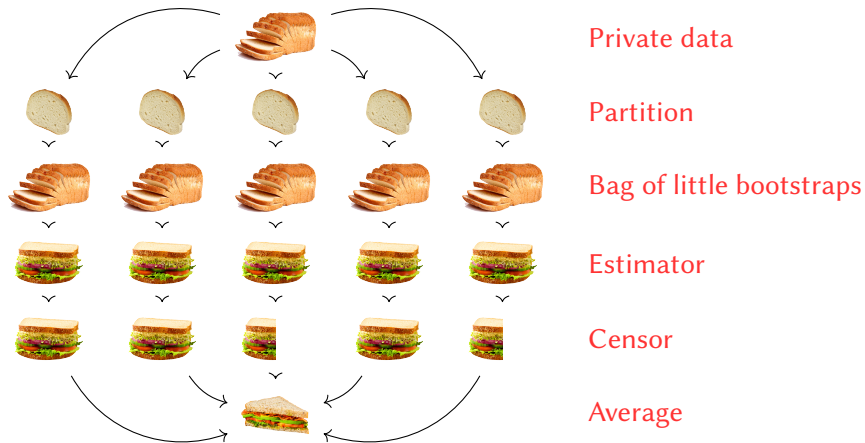 Private data
Partition
Bag of little bootstraps
Estimator
Censor
Average